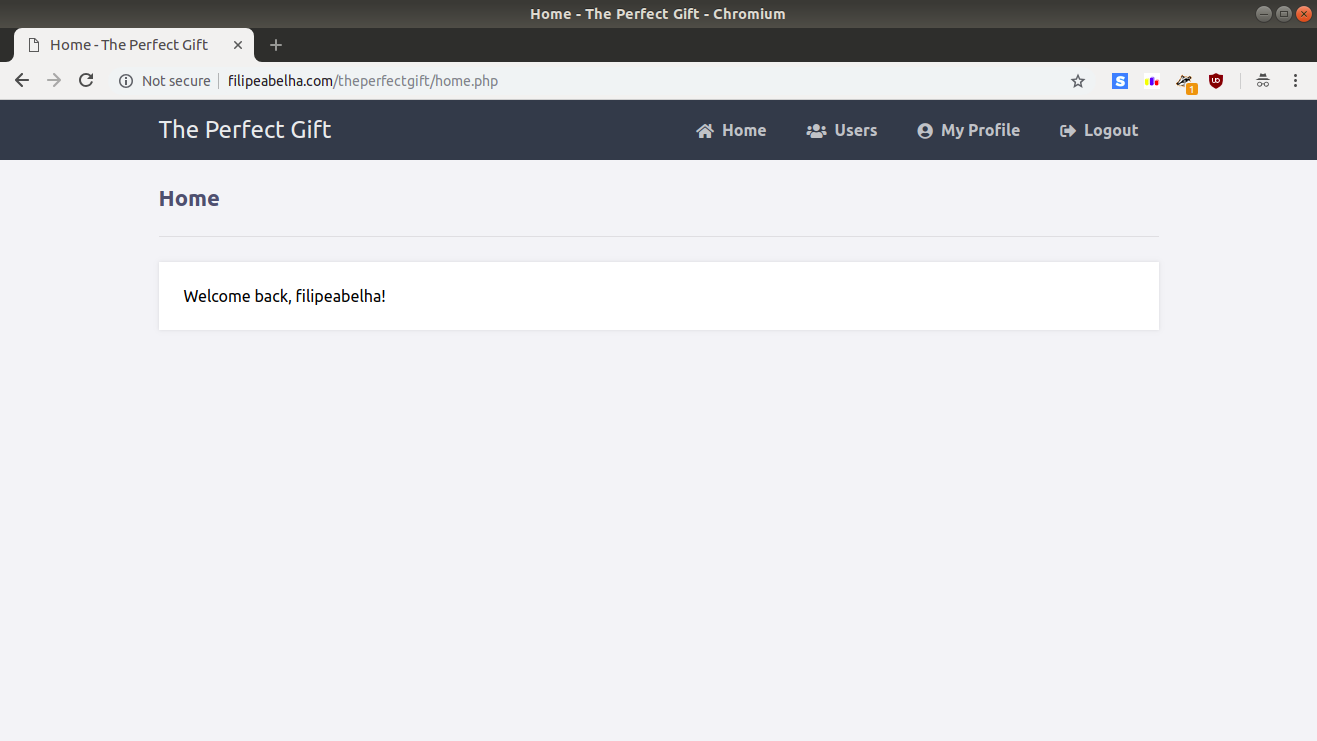 Home - The Perfect Gift - Chromium
Home - The Perfect Gift
Not secure filipeabelha.com/theperfectgift/home.php
S
1
UO
The Perfect Gift
Home Users My Profile Logout
Home
Welcome back, filipeabelha!